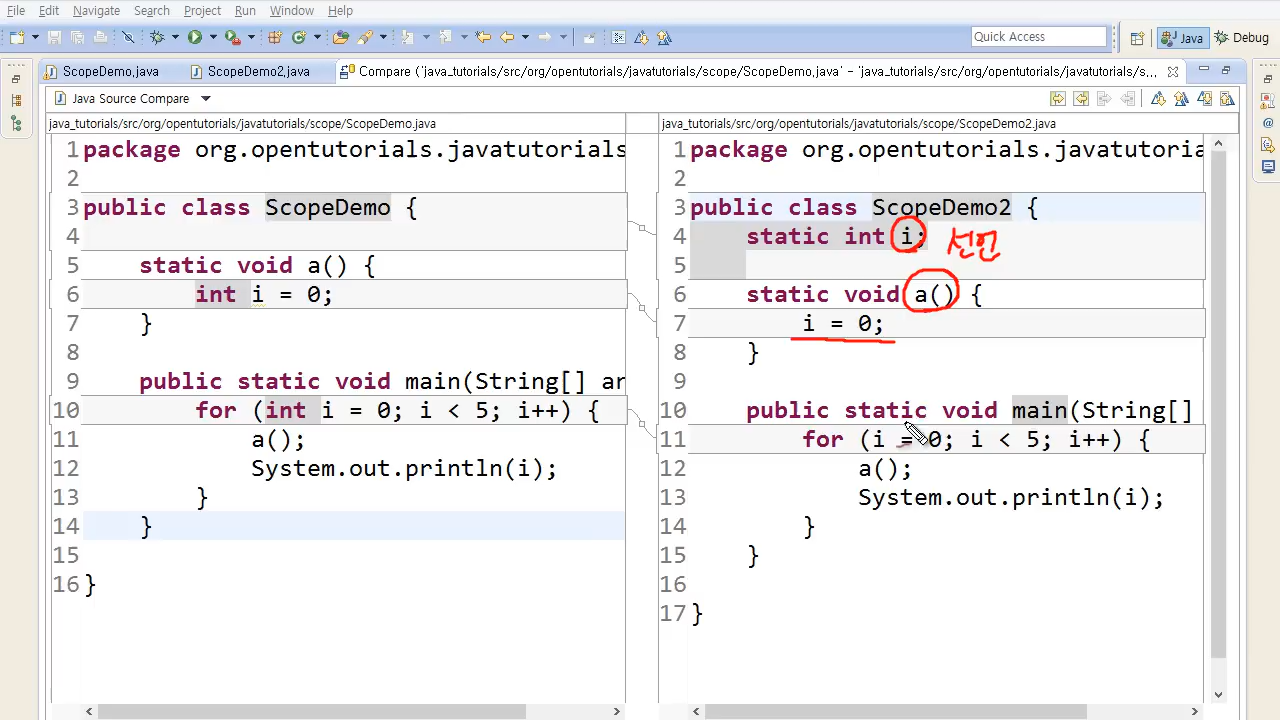 File Edit Navigate Search Project Run Window Help
Quick Access
Java
Debug
ScopeDemo.java
ScopeDemo2.java
Compare ('java_tutorials/src/org/opentutorials/javatutorials/scope/ScopeDemo.java' - 'java_tutorials/src/org/opentutorials/javatutorials/s...
Java Source Compare
java_tutorials/src/org/opentutorials/javatutorials/scope/ScopeDemo.java
1 package org.opentutorials.javatutorials
2
3 public class ScopeDemo {
4
5 static void a() {
6 int i = 0;
7 }
8
9 public static void main(String[] ar
10 for (int i = 0; i < 5; i++) {
11 a();
12 System.out.println(i);
13 }
14 }
15
16 }
java_tutorials/src/org/opentutorials/javatutorials/scope/ScopeDemo2.java
1 package org.opentutorials.javatutoria
2
3 public class ScopeDemo2 {
4 static int i; 선언
5
6 static void a() {
7 i = 0;
8 }
9
10 public static void main(String[]
11 for (i = 0; i < 5; i++) {
12 a();
13 System.out.println(i);
14 }
15 }
16
17 }